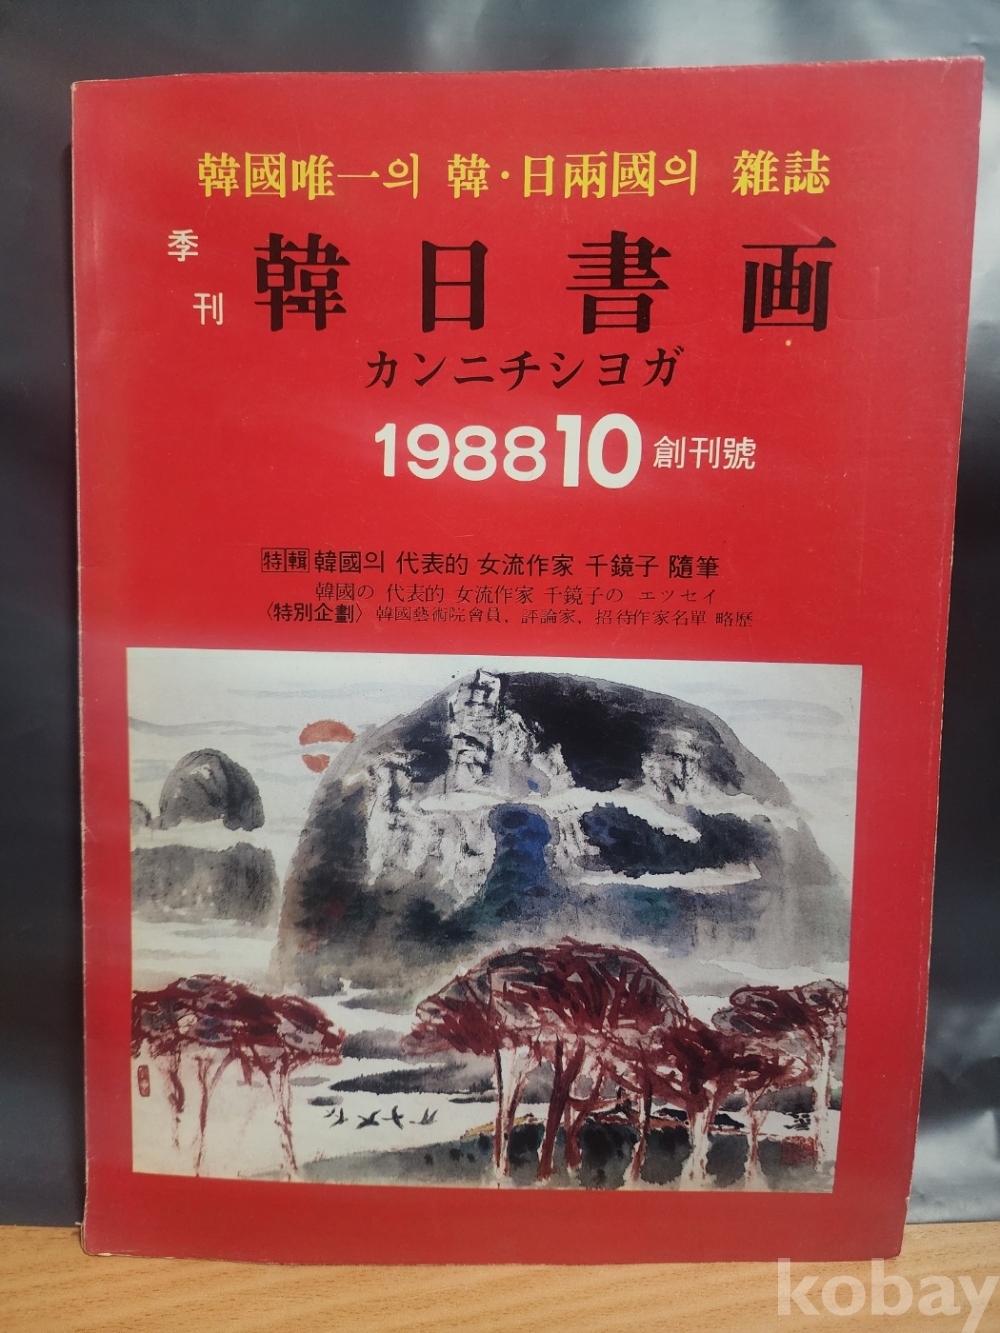 韓國唯一의 韓·日兩國의 雜誌
季刊
韓日書画
カンニチシヨガ
1988 10 創刊號
特輯 韓國의 代表的 女流作家 千鏡子 隨筆
韓國の 代表的 女流作家 千鏡子の エツセイ
〈特別企劃〉 韓國藝術院會員, 評論家, 招待作家名單 略歴
kobay